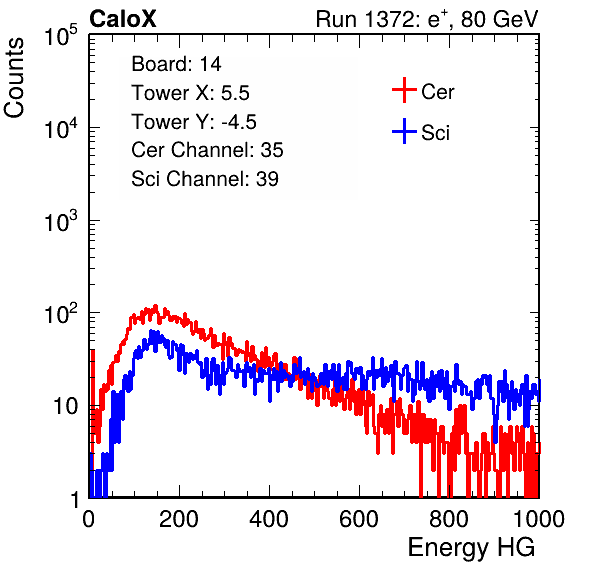 CaloX Run 1372: e⁺, 80 GeV
Counts
10⁵
10⁴
10³
10²
10
1
Board: 14
Tower X: 5.5
Tower Y: -4.5
Cer Channel: 35
Sci Channel: 39
Cer
Sci
0 200 400 600 800 1000
Energy HG